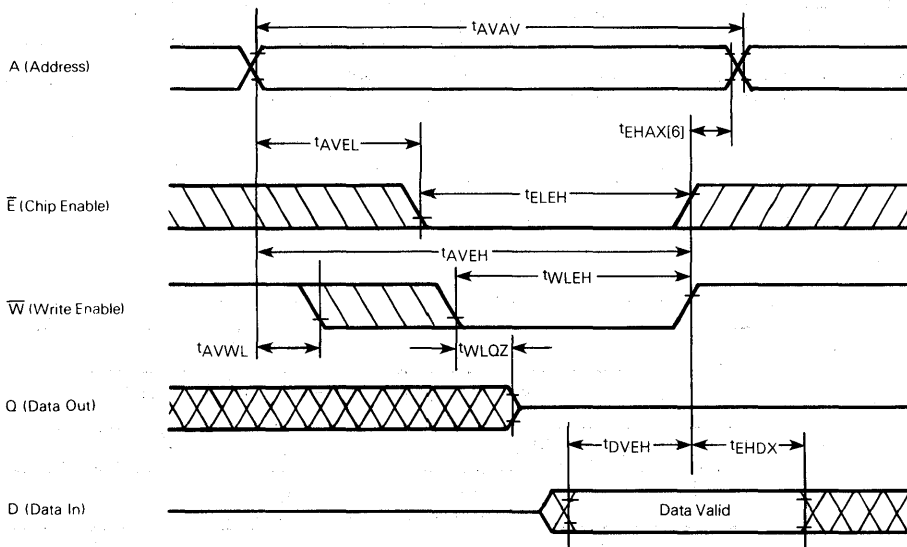 tAVAV
A (Address)
tEHAX[6]
tAVEL
E̅ (Chip Enable)
tELEH
tAVEH
tWLEH
W̅ (Write Enable)
tAVWL
tWLQZ
Q (Data Out)
tDVEH
tEHDX
D (Data In)
Data Valid